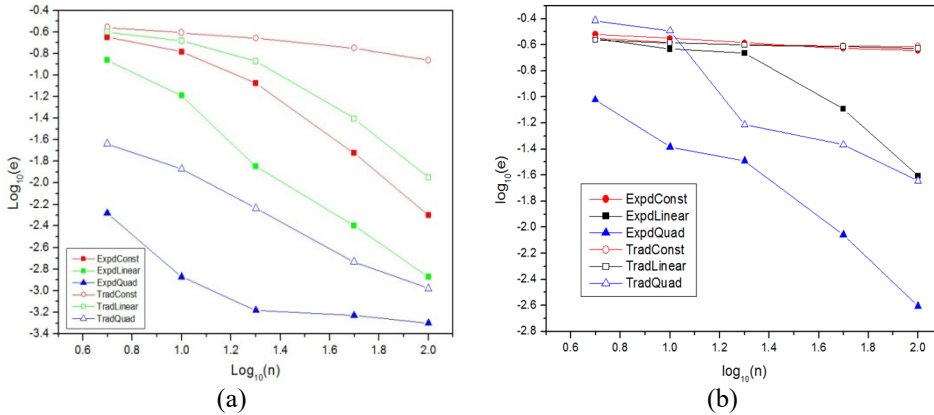 -0.4
-0.6
-0.8
-1.0
-1.2
-1.4
-1.6
-1.8
-2.0
-2.2
-2.4
-2.6
-2.8
-3.0
-3.2
-3.4
Log10(e)
ExpdConst
ExpdLinear
ExpdQuad
TradConst
TradLinear
TradQuad
0.6 0.8 1.0 1.2 1.4 1.6 1.8 2.0
Log10(n)
(a)
-0.4
-0.6
-0.8
-1.0
-1.2
-1.4
-1.6
-1.8
-2.0
-2.2
-2.4
-2.6
-2.8
log10(e)
ExpdConst
ExpdLinear
ExpdQuad
TradConst
TradLinear
TradQuad
0.6 0.8 1.0 1.2 1.4 1.6 1.8 2.0
log10(n)
(b)